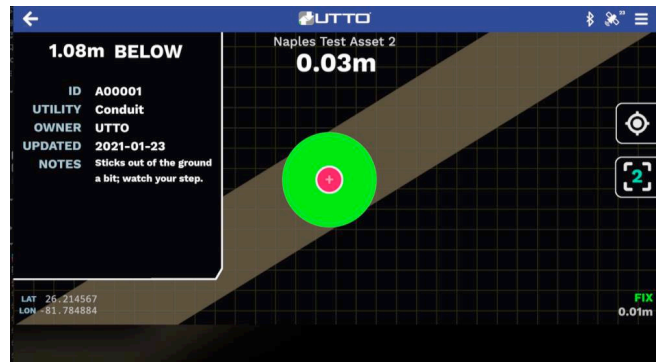 UTTO
1.08m BELOW
ID A00001
UTILITY Conduit
OWNER UTTO
UPDATED 2021-01-23
NOTES Sticks out of the ground
a bit; watch your step.
Naples Test Asset 2
0.03m
2
LAT 26.214567
LON -81.784884
FIX
0.01m